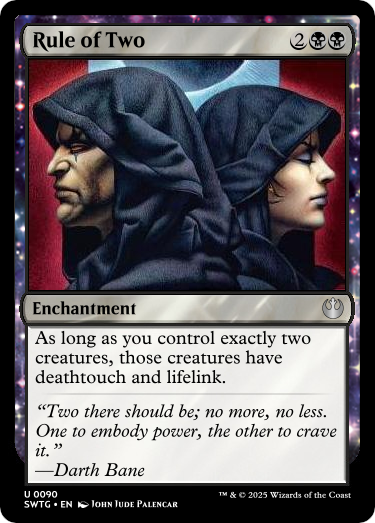 Rule of Two 2
Enchantment
As long as you control exactly two
creatures, those creatures have
deathtouch and lifelink.
“Two there should be; no more, no less.
One to embody power, the other to crave
it.”
—Darth Bane
U 0090
SWTG • EN John Jude Palencar
™ & © 2025 Wizards of the Coast